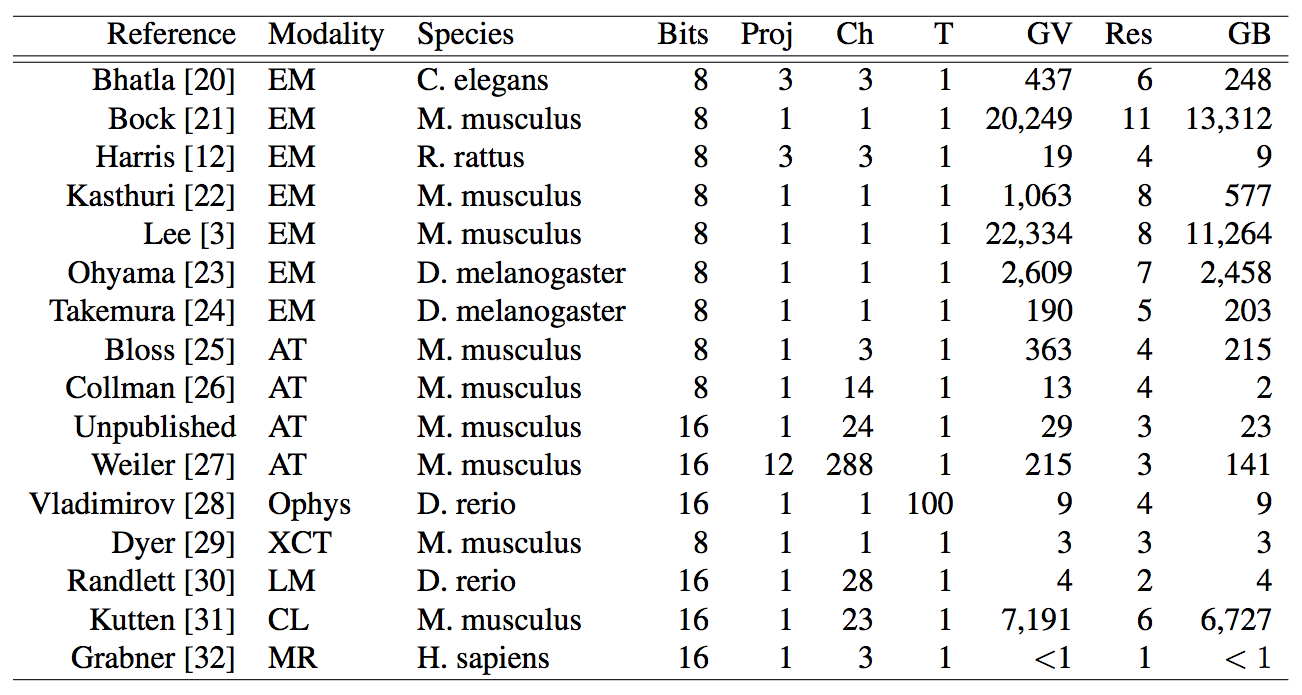 Reference Modality Species Bits Proj Ch T GV Res GB
Bhatla [20] EM C. elegans 8 3 3 1 437 6 248
Bock [21] EM M. musculus 8 1 1 1 20,249 11 13,312
Harris [12] EM R. rattus 8 3 3 1 19 4 9
Kasthuri [22] EM M. musculus 8 1 1 1 1,063 8 577
Lee [3] EM M. musculus 8 1 1 1 22,334 8 11,264
Ohyama [23] EM D. melanogaster 8 1 1 1 2,609 7 2,458
Takemura [24] EM D. melanogaster 8 1 1 1 190 5 203
Bloss [25] AT M. musculus 8 1 3 1 363 4 215
Collman [26] AT M. musculus 8 1 14 1 13 4 2
Unpublished AT M. musculus 16 1 24 1 29 3 23
Weiler [27] AT M. musculus 16 12 288 1 215 3 141
Vladimirov [28] Ophys D. rerio 16 1 1 100 9 4 9
Dyer [29] XCT M. musculus 8 1 1 1 3 3 3
Randlett [30] LM D. rerio 16 1 28 1 4 2 4
Kutten [31] CL M. musculus 16 1 23 1 7,191 6 6,727
Grabner [32] MR H. sapiens 16 1 3 1 <1 1 < 1